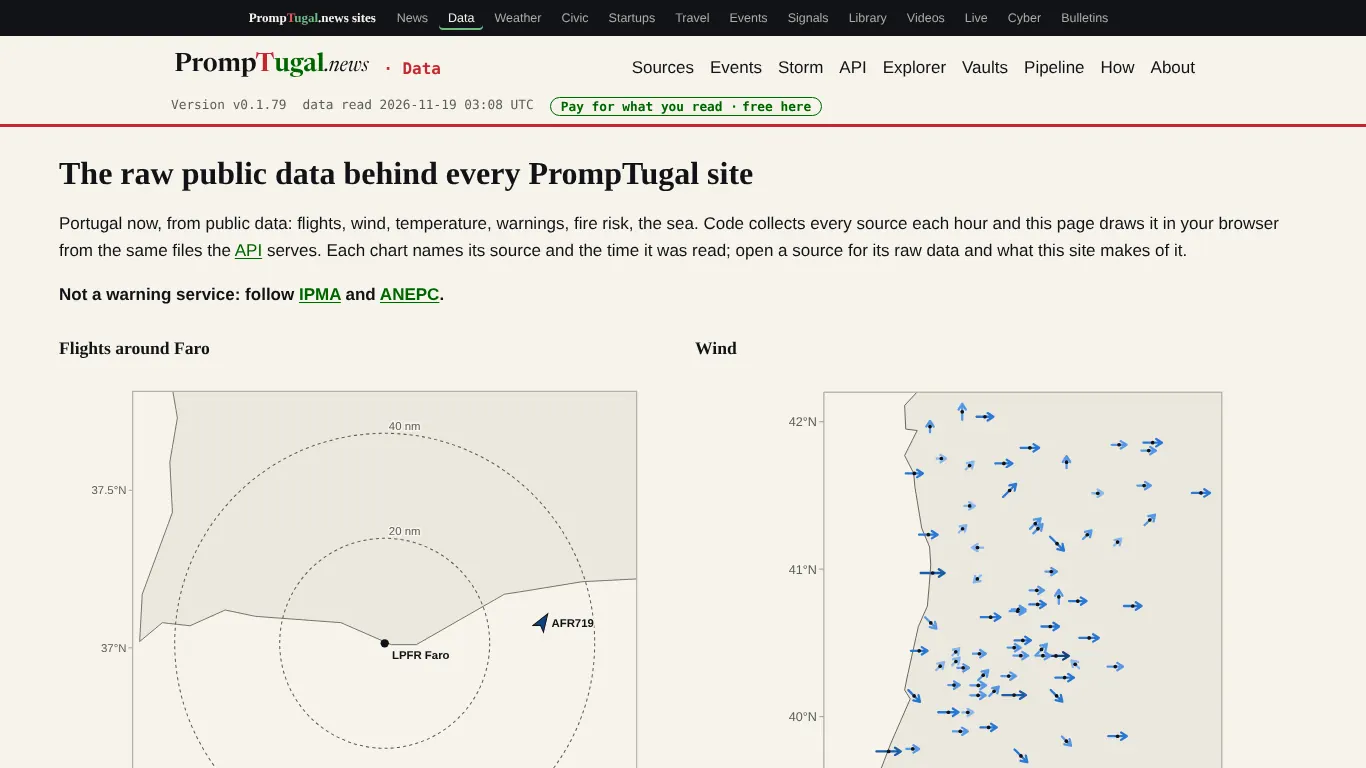 PrompTugal.news sites News Data Weather Civic Startups Travel Events Signals Library Videos Live Cyber Bulletins
PrompTugal.news · Data Sources Events Storm API Explorer Vaults Pipeline How About
Version v0.1.79 data read 2026-11-19 03:08 UTC Pay for what you read · free here
The raw public data behind every PrompTugal site
Portugal now, from public data: flights, wind, temperature, warnings, fire risk, the sea. Code collects every source each hour and this page draws it in your browser
from the same files the API serves. Each chart names its source and the time it was read; open a source for its raw data and what this site makes of it.
Not a warning service: follow IPMA and ANEPC.
Flights around Faro
40 nm
37.5°N
20 nm
AFR719
37°N
LPFR Faro
Wind
42°N
41°N
40°N